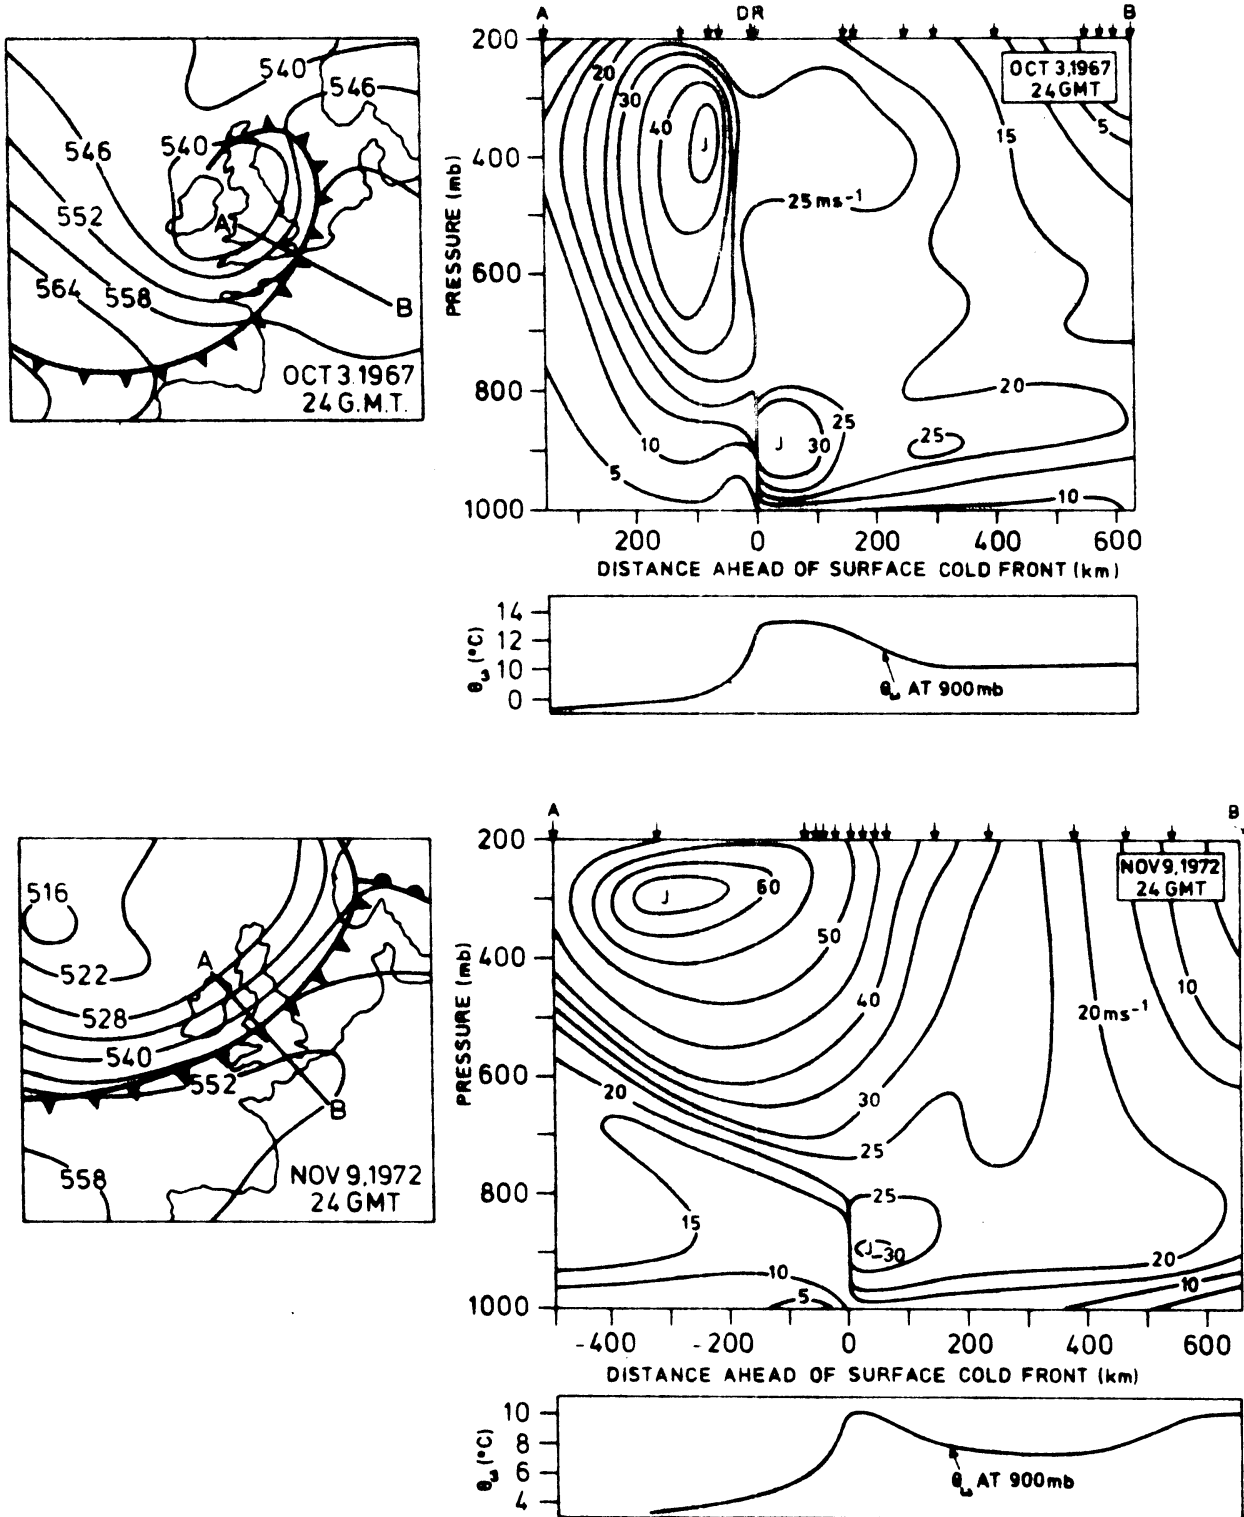 540
546
540
546
552
564
558
A
B
OCT 3.1967
24 G.M.T.
A
DR
B
200
400
600
800
1000
PRESSURE (mb)
20
30
40
J
25 ms-1
15
5
OCT 3,1967
24 GMT
20
25
30
J
25
10
5
10
200
0
200
400
600
DISTANCE AHEAD OF SURFACE COLD FRONT (km)
14
12
10
0
θω (°C)
θω AT 900mb
516
522
528
540
552
558
A
B
NOV 9,1972
24 GMT
A
B
200
400
600
800
1000
PRESSURE (mb)
J
60
50
40
30
25
20
20 ms-1
10
NOV 9,1972
24 GMT
15
25
J
30
20
10
10
5
-400
-200
0
200
400
600
DISTANCE AHEAD OF SURFACE COLD FRONT (km)
10
8
6
4
θω (°C)
θω AT 900mb